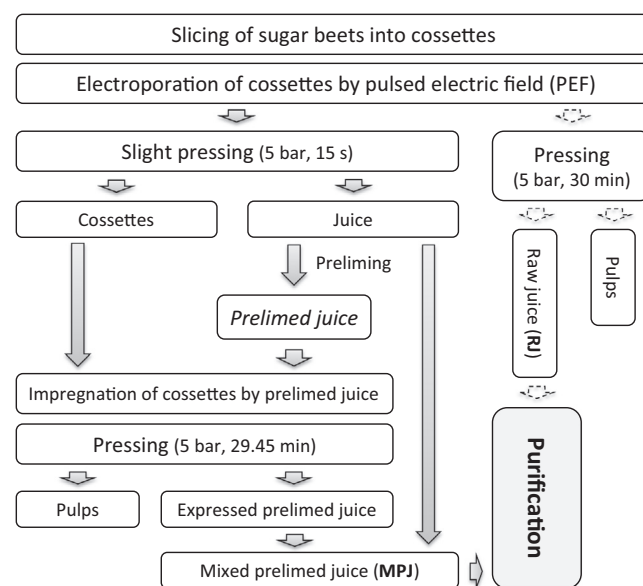 Slicing of sugar beets into cossettes
Electroporation of cossettes by pulsed electric field (PEF)
Slight pressing (5 bar, 15 s)
Pressing
(5 bar, 30 min)
Cossettes
Juice
Preliming
Raw juice (RJ)
Pulps
Prelimed juice
Impregnation of cossettes by prelimed juice
Pressing (5 bar, 29.45 min)
Purification
Pulps
Expressed prelimed juice
Mixed prelimed juice (MPJ)